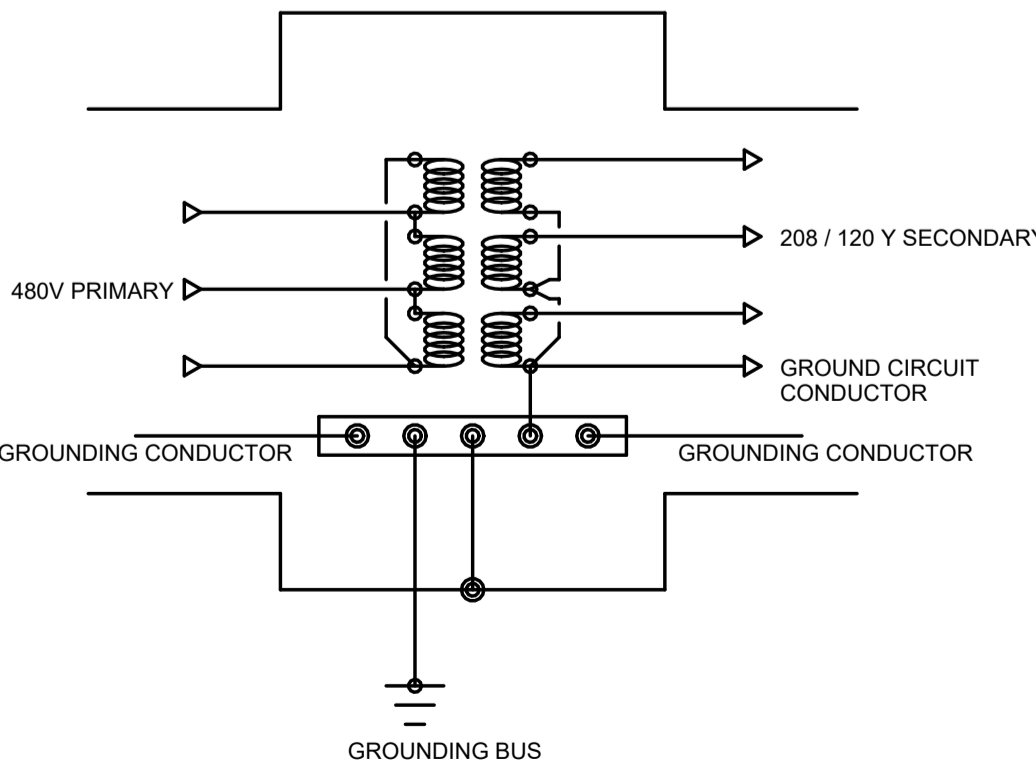 208 / 120 Y SECONDARY
480V PRIMARY
GROUND CIRCUIT
CONDUCTOR
GROUNDING CONDUCTOR
GROUNDING CONDUCTOR
GROUNDING BUS